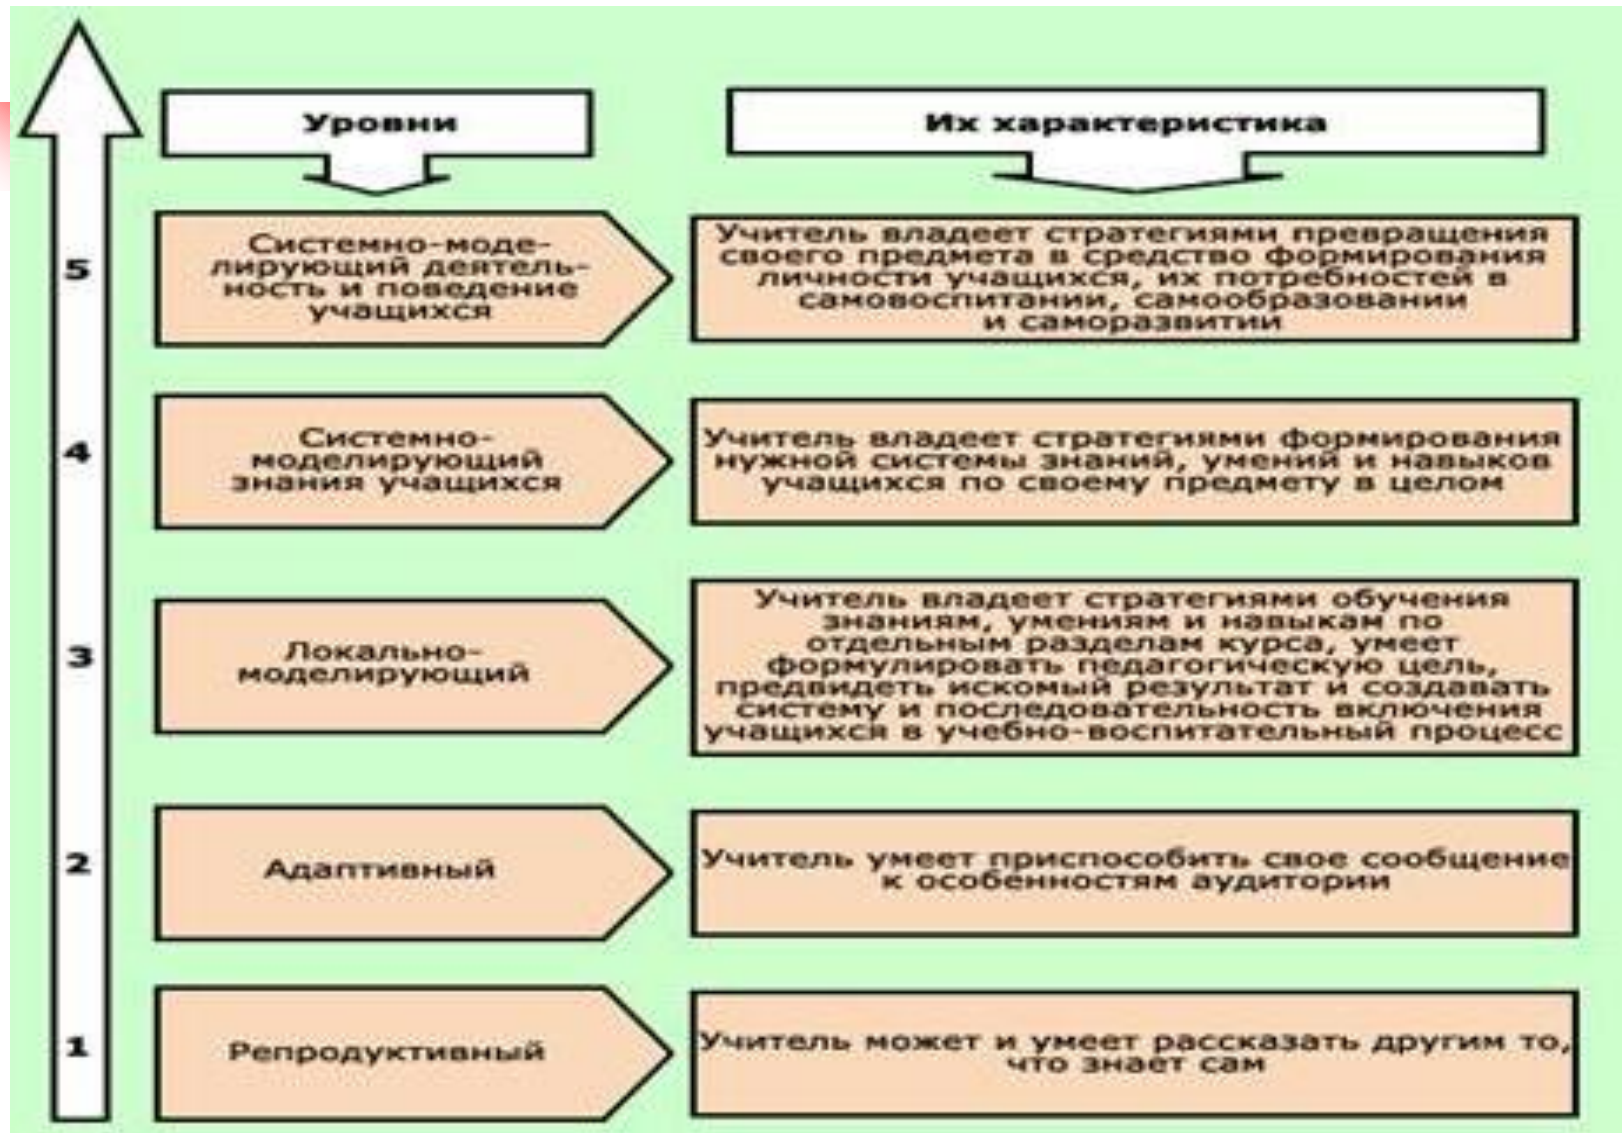 Уровни
Их характеристика
5
Системно-моде-
лирующий деятель-
ность и поведение
учащихся
Учитель владеет стратегиями превращения
своего предмета в средство формирования
личности учащихся, их потребностей в
самовоспитании, самообразовании
и саморазвитии
4
Системно-
моделирующий
знания учащихся
Учитель владеет стратегиями формирования
нужной системы знаний, умений и навыков
учащихся по своему предмету в целом
3
Локально-
моделирующий
Учитель владеет стратегиями обучения
знаниям, умениям и навыкам по
отдельным разделам курса, умеет
формулировать педагогическую цель,
предвидеть искомый результат и создавать
систему и последовательность включения
учащихся в учебно-воспитательный процесс
2
Адаптивный
Учитель умеет приспособить свое сообщение
к особенностям аудитории
1
Репродуктивный
Учитель может и умеет рассказать другим то,
что знает сам